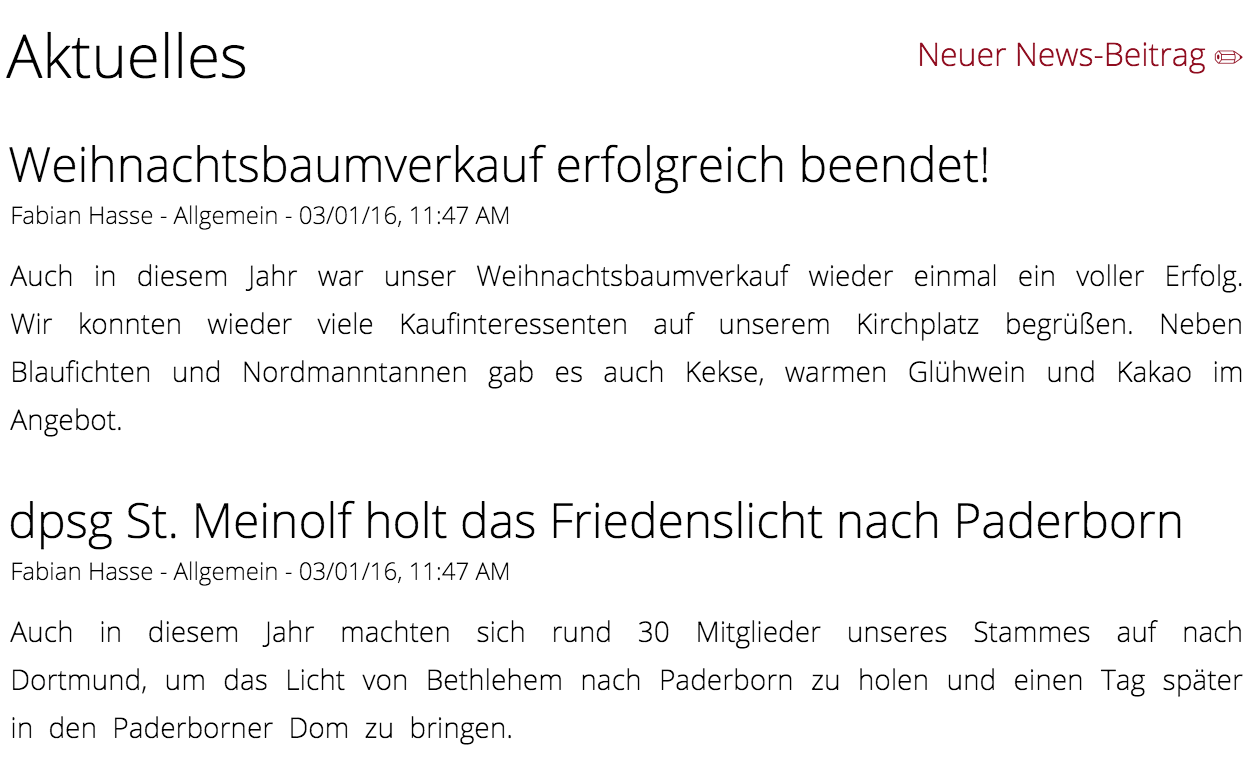 Aktuelles
Neuer News-Beitrag ✏
Weihnachtsbaumverkauf erfolgreich beendet!
Fabian Hasse - Allgemein - 03/01/16, 11:47 AM
Auch in diesem Jahr war unser Weihnachtsbaumverkauf wieder einmal ein voller Erfolg.
Wir konnten wieder viele Kaufinteressenten auf unserem Kirchplatz begrüßen. Neben
Blaufichten und Nordmanntannen gab es auch Kekse, warmen Glühwein und Kakao im
Angebot.
dpsg St. Meinolf holt das Friedenslicht nach Paderborn
Fabian Hasse - Allgemein - 03/01/16, 11:47 AM
Auch in diesem Jahr machten sich rund 30 Mitglieder unseres Stammes auf nach
Dortmund, um das Licht von Bethlehem nach Paderborn zu holen und einen Tag später
in den Paderborner Dom zu bringen.